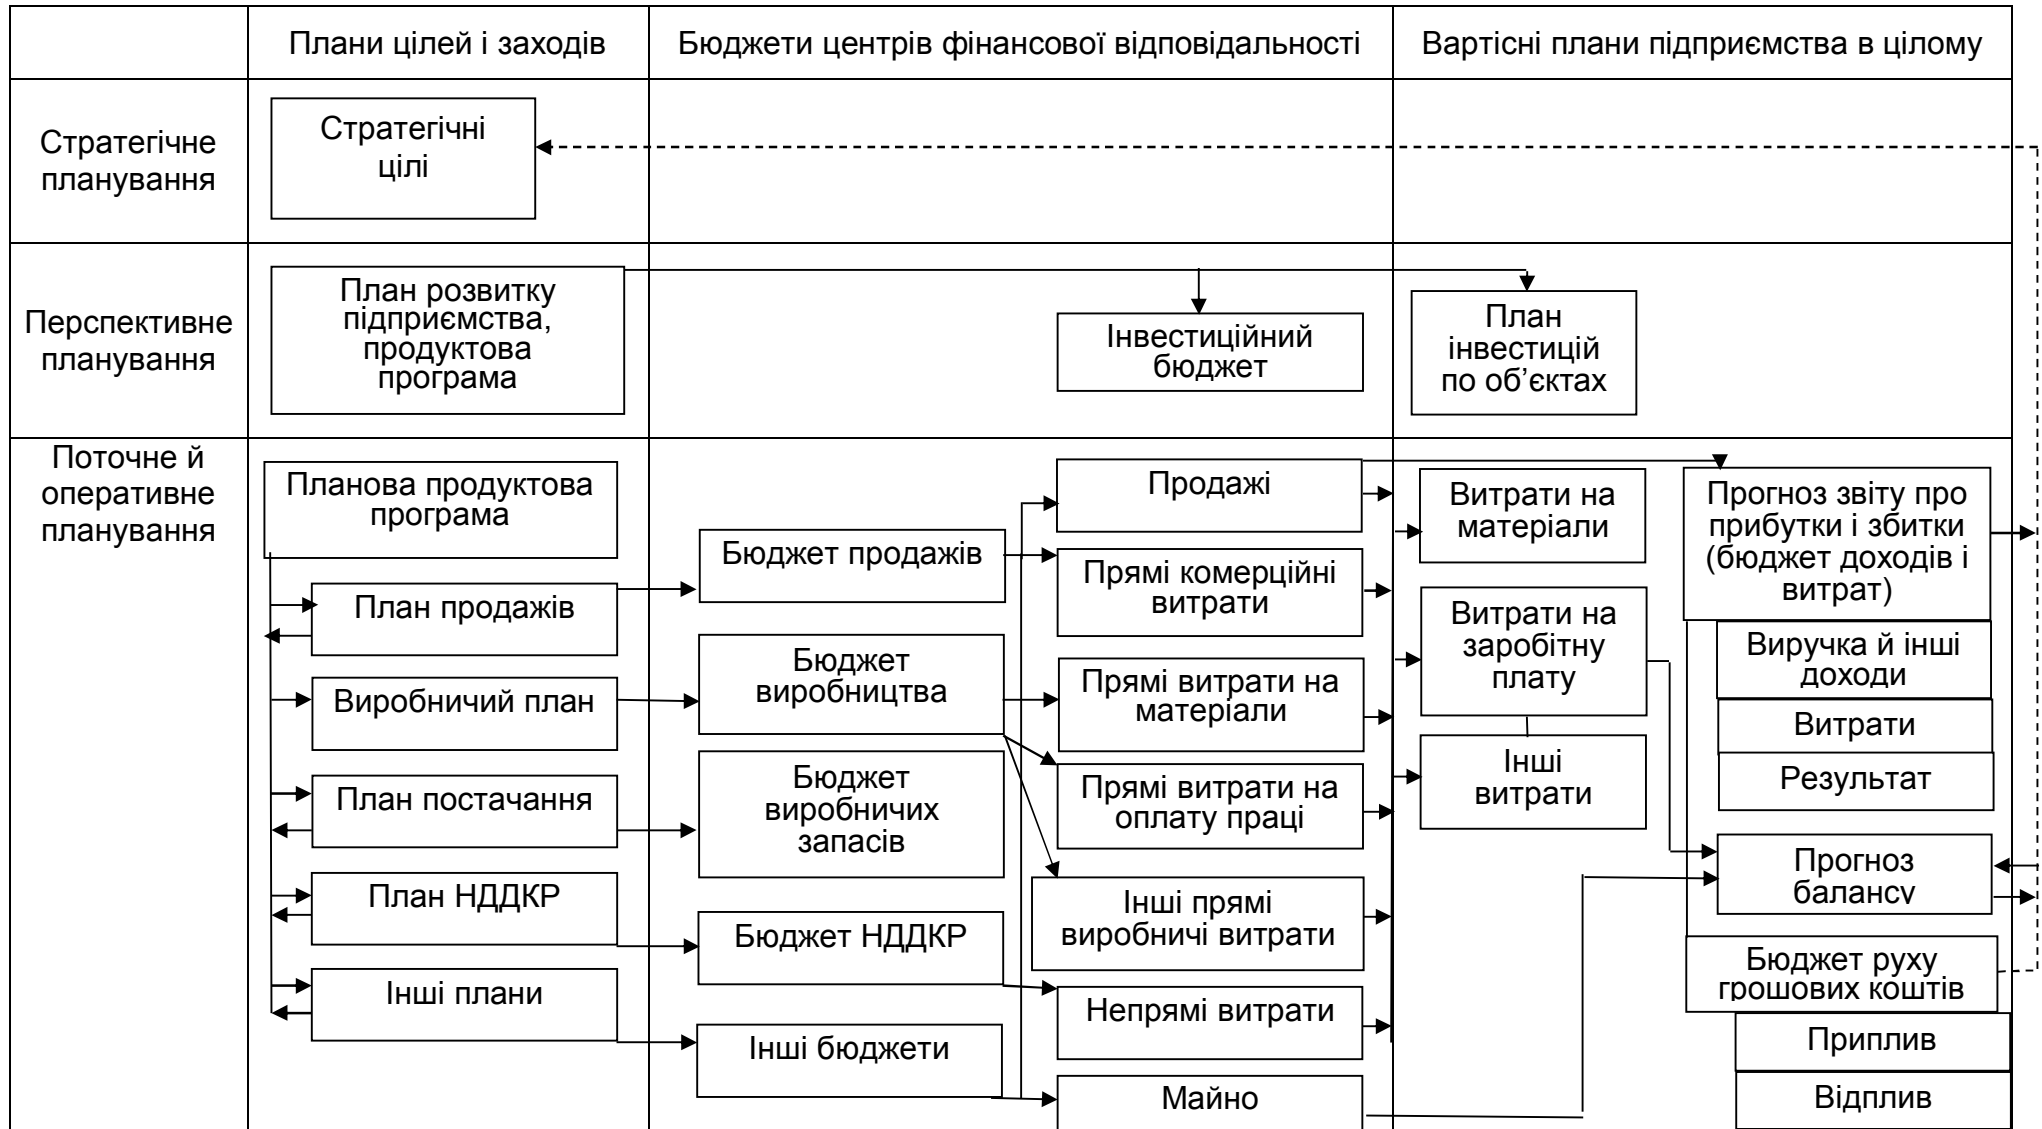 Плани цілей і заходів
Бюджети центрів фінансової відповідальності
Вартісні плани підприємства в цілому
Стратегічне
планування
Стратегічні
цілі
Перспективне
планування
План розвитку
підприємства,
продуктова
програма
Інвестиційний
бюджет
План
інвестицій
по об’єктах
Поточне й
оперативне
планування
Планова продуктова
програма
План продажів
Виробничий план
План постачання
План НДДКР
Інші плани
Бюджет продажів
Бюджет
виробництва
Бюджет
виробничих
запасів
Бюджет НДДКР
Інші бюджети
Продажі
Прямі комерційні
витрати
Прямі витрати на
матеріали
Прямі витрати на
оплату праці
Інші прямі
виробничі витрати
Непрямі витрати
Майно
Витрати на
матеріали
Витрати на
заробітну
плату
Інші
витрати
Прогноз звіту про
прибутки і збитки
(бюджет доходів і
витрат)
Виручка й інші
доходи
Витрати
Результат
Прогноз
балансу
Бюджет руху
грошових коштів
Приплив
Відплив